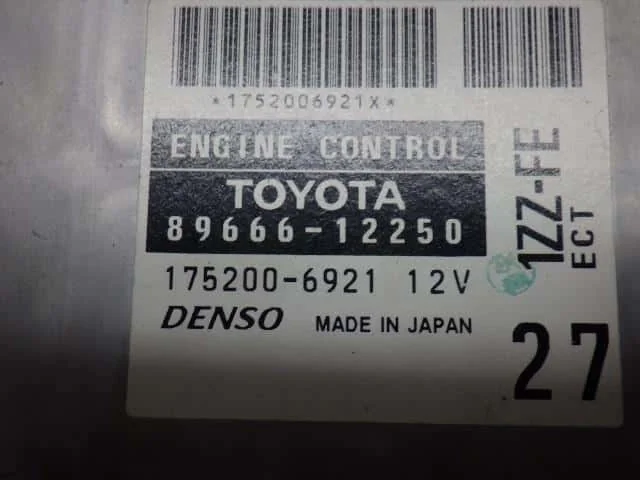 *1752006921X*
ENGINE CONTROL
TOYOTA
89666-12250
175200-6921 12V
DENSO MADE IN JAPAN
1ZZ-FE
ECT
27